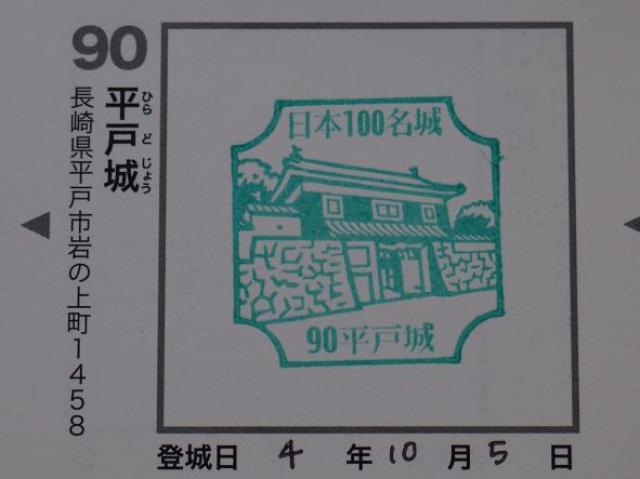 90
平戸城
ひらどじょう
長崎県平戸市岩の上町1458
日本100名城
90平戸城
登城日 4 年 10 月 5 日